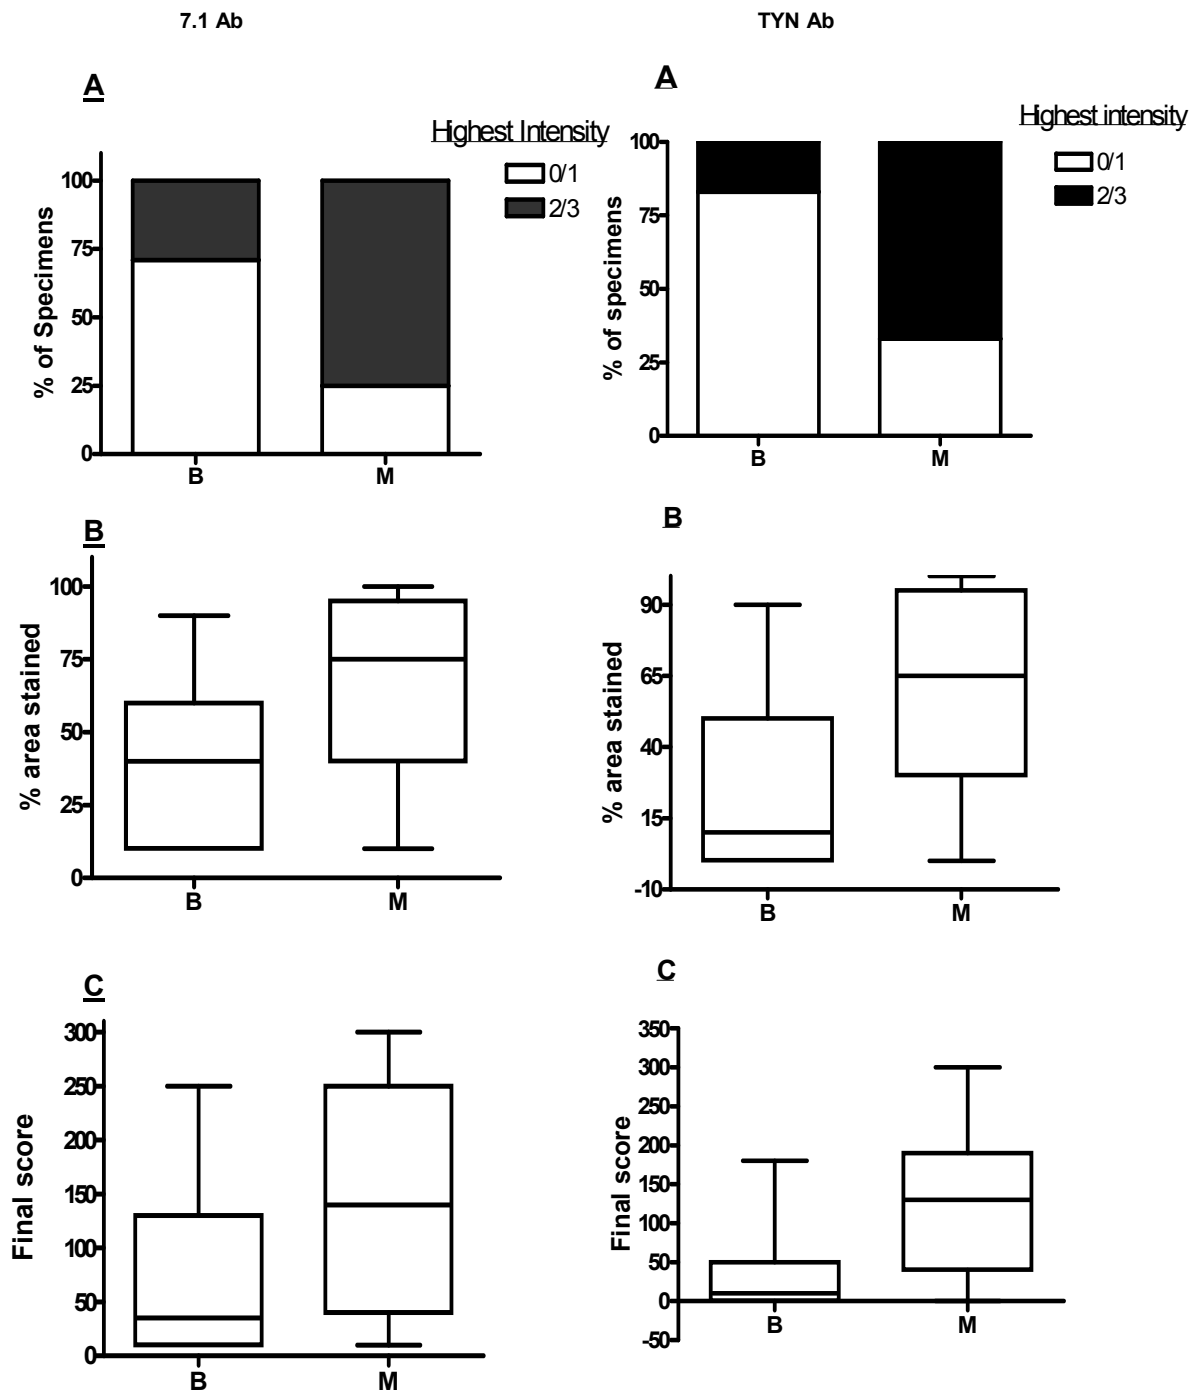 7.1 Ab
TYN Ab
A
Highest Intensity
0/1
2/3
% of Specimens
100
75
50
25
0
B
M
A
Highest intensity
0/1
2/3
% of specimens
100
75
50
25
0
B
M
B
% area stained
100
75
50
25
0
B
M
B
% area stained
90
65
40
15
-10
B
M
C
Final score
300
250
200
150
100
50
0
B
M
C
Final score
350
300
250
200
150
100
50
0
-50
B
M